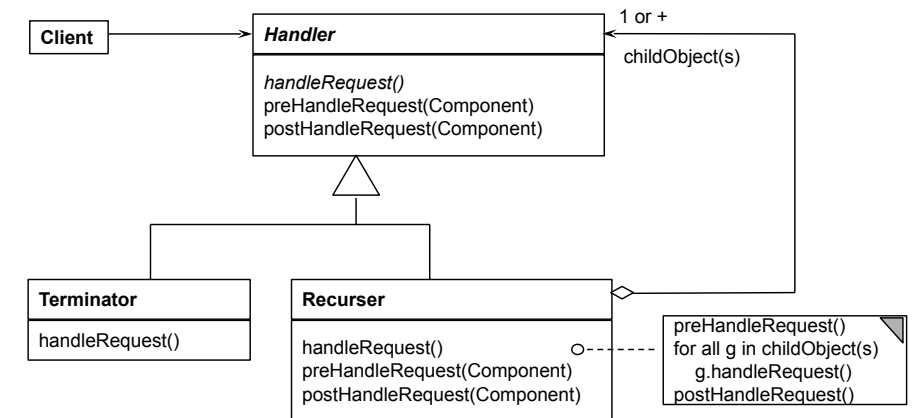 Client
Handler
handleRequest()
preHandleRequest(Component)
postHandleRequest(Component)
1 or +
childObject(s)
Terminator
handleRequest()
Recurser
handleRequest()
preHandleRequest(Component)
postHandleRequest(Component)
preHandleRequest()
for all g in childObject(s)
g.handleRequest()
postHandleRequest()